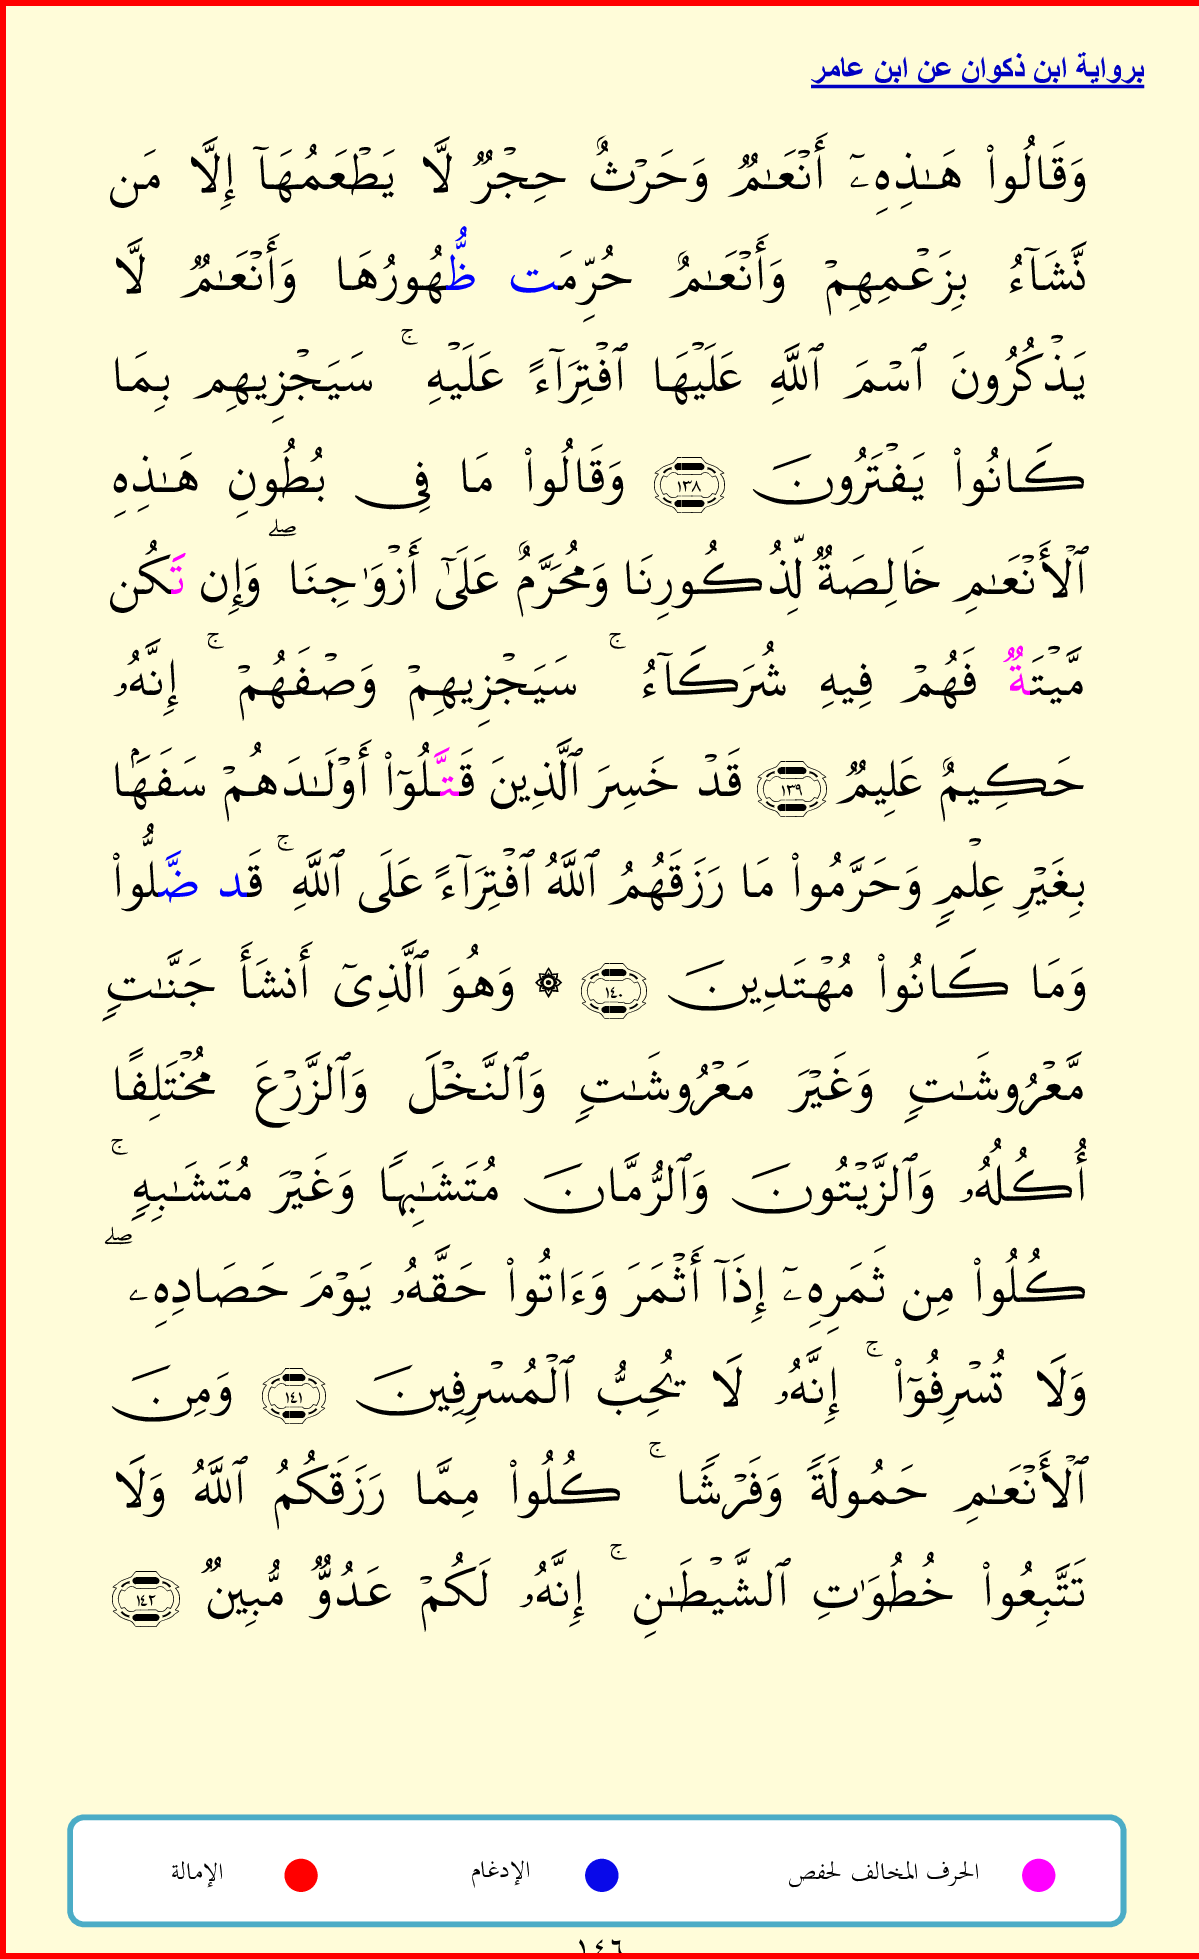 برواية ابن ذكوان عن ابن عامر
وَقَالُوا۟ هَـٰذِهِۦٓ أَنْعَـٰمٌ وَحَرْثٌ حِجْرٌ لَّا يَطْعَمُهَآ إِلَّا مَن
نَّشَآءُ بِزَعْمِهِمْ وَأَنْعَـٰمٌ حُرِّمَت ظُّهُورُهَا وَأَنْعَـٰمٌ لَّا
يَذْكُرُونَ ٱسْمَ ٱللَّهِ عَلَيْهَا ٱفْتِرَآءً عَلَيْهِ ۚ سَيَجْزِيهِم بِمَا
كَانُوا۟ يَفْتَرُونَ ١٣٨ وَقَالُوا۟ مَا فِى بُطُونِ هَـٰذِهِ
ٱلْأَنْعَـٰمِ خَالِصَةٌ لِّذُكُورِنَا وَمُحَرَّمٌ عَلَىٰٓ أَزْوَٰجِنَا ۖ وَإِن تَكُن
مَّيْتَةٌ فَهُمْ فِيهِ شُرَكَآءُ ۚ سَيَجْزِيهِمْ وَصْفَهُمْ ۚ إِنَّهُۥ
حَكِيمٌ عَلِيمٌ ١٣٩ قَدْ خَسِرَ ٱلَّذِينَ قَتَّلُوٓا۟ أَوْلَـٰدَهُمْ سَفَهًۢا
بِغَيْرِ عِلْمٍ وَحَرَّمُوا۟ مَا رَزَقَهُمُ ٱللَّهُ ٱفْتِرَآءً عَلَى ٱللَّهِ ۚ قَد ضَّلُّوا۟
وَمَا كَانُوا۟ مُهْتَدِينَ ١٤٠ ۞ وَهُوَ ٱلَّذِىٓ أَنشَأَ جَنَّـٰتٍ
مَّعْرُوشَـٰتٍ وَغَيْرَ مَعْرُوشَـٰتٍ وَٱلنَّخْلَ وَٱلزَّرْعَ مُخْتَلِفًا
أُكُلُهُۥ وَٱلزَّيْتُونَ وَٱلرُّمَّانَ مُتَشَـٰبِهًا وَغَيْرَ مُتَشَـٰبِهٍ ۚ
كُلُوا۟ مِن ثَمَرِهِۦٓ إِذَآ أَثْمَرَ وَءَاتُوا۟ حَقَّهُۥ يَوْمَ حَصَادِهِۦ ۖ
وَلَا تُسْرِفُوٓا۟ ۚ إِنَّهُۥ لَا يُحِبُّ ٱلْمُسْرِفِينَ ١٤١ وَمِنَ
ٱلْأَنْعَـٰمِ حَمُولَةً وَفَرْشًا ۚ كُلُوا۟ مِمَّا رَزَقَكُمُ ٱللَّهُ وَلَا
تَتَّبِعُوا۟ خُطُوَٰتِ ٱلشَّيْطَـٰنِ ۚ إِنَّهُۥ لَكُمْ عَدُوٌّ مُّبِينٌ ١٤٢
الحرف المخالف لحفص الإدغام الإمالة
١٤٦